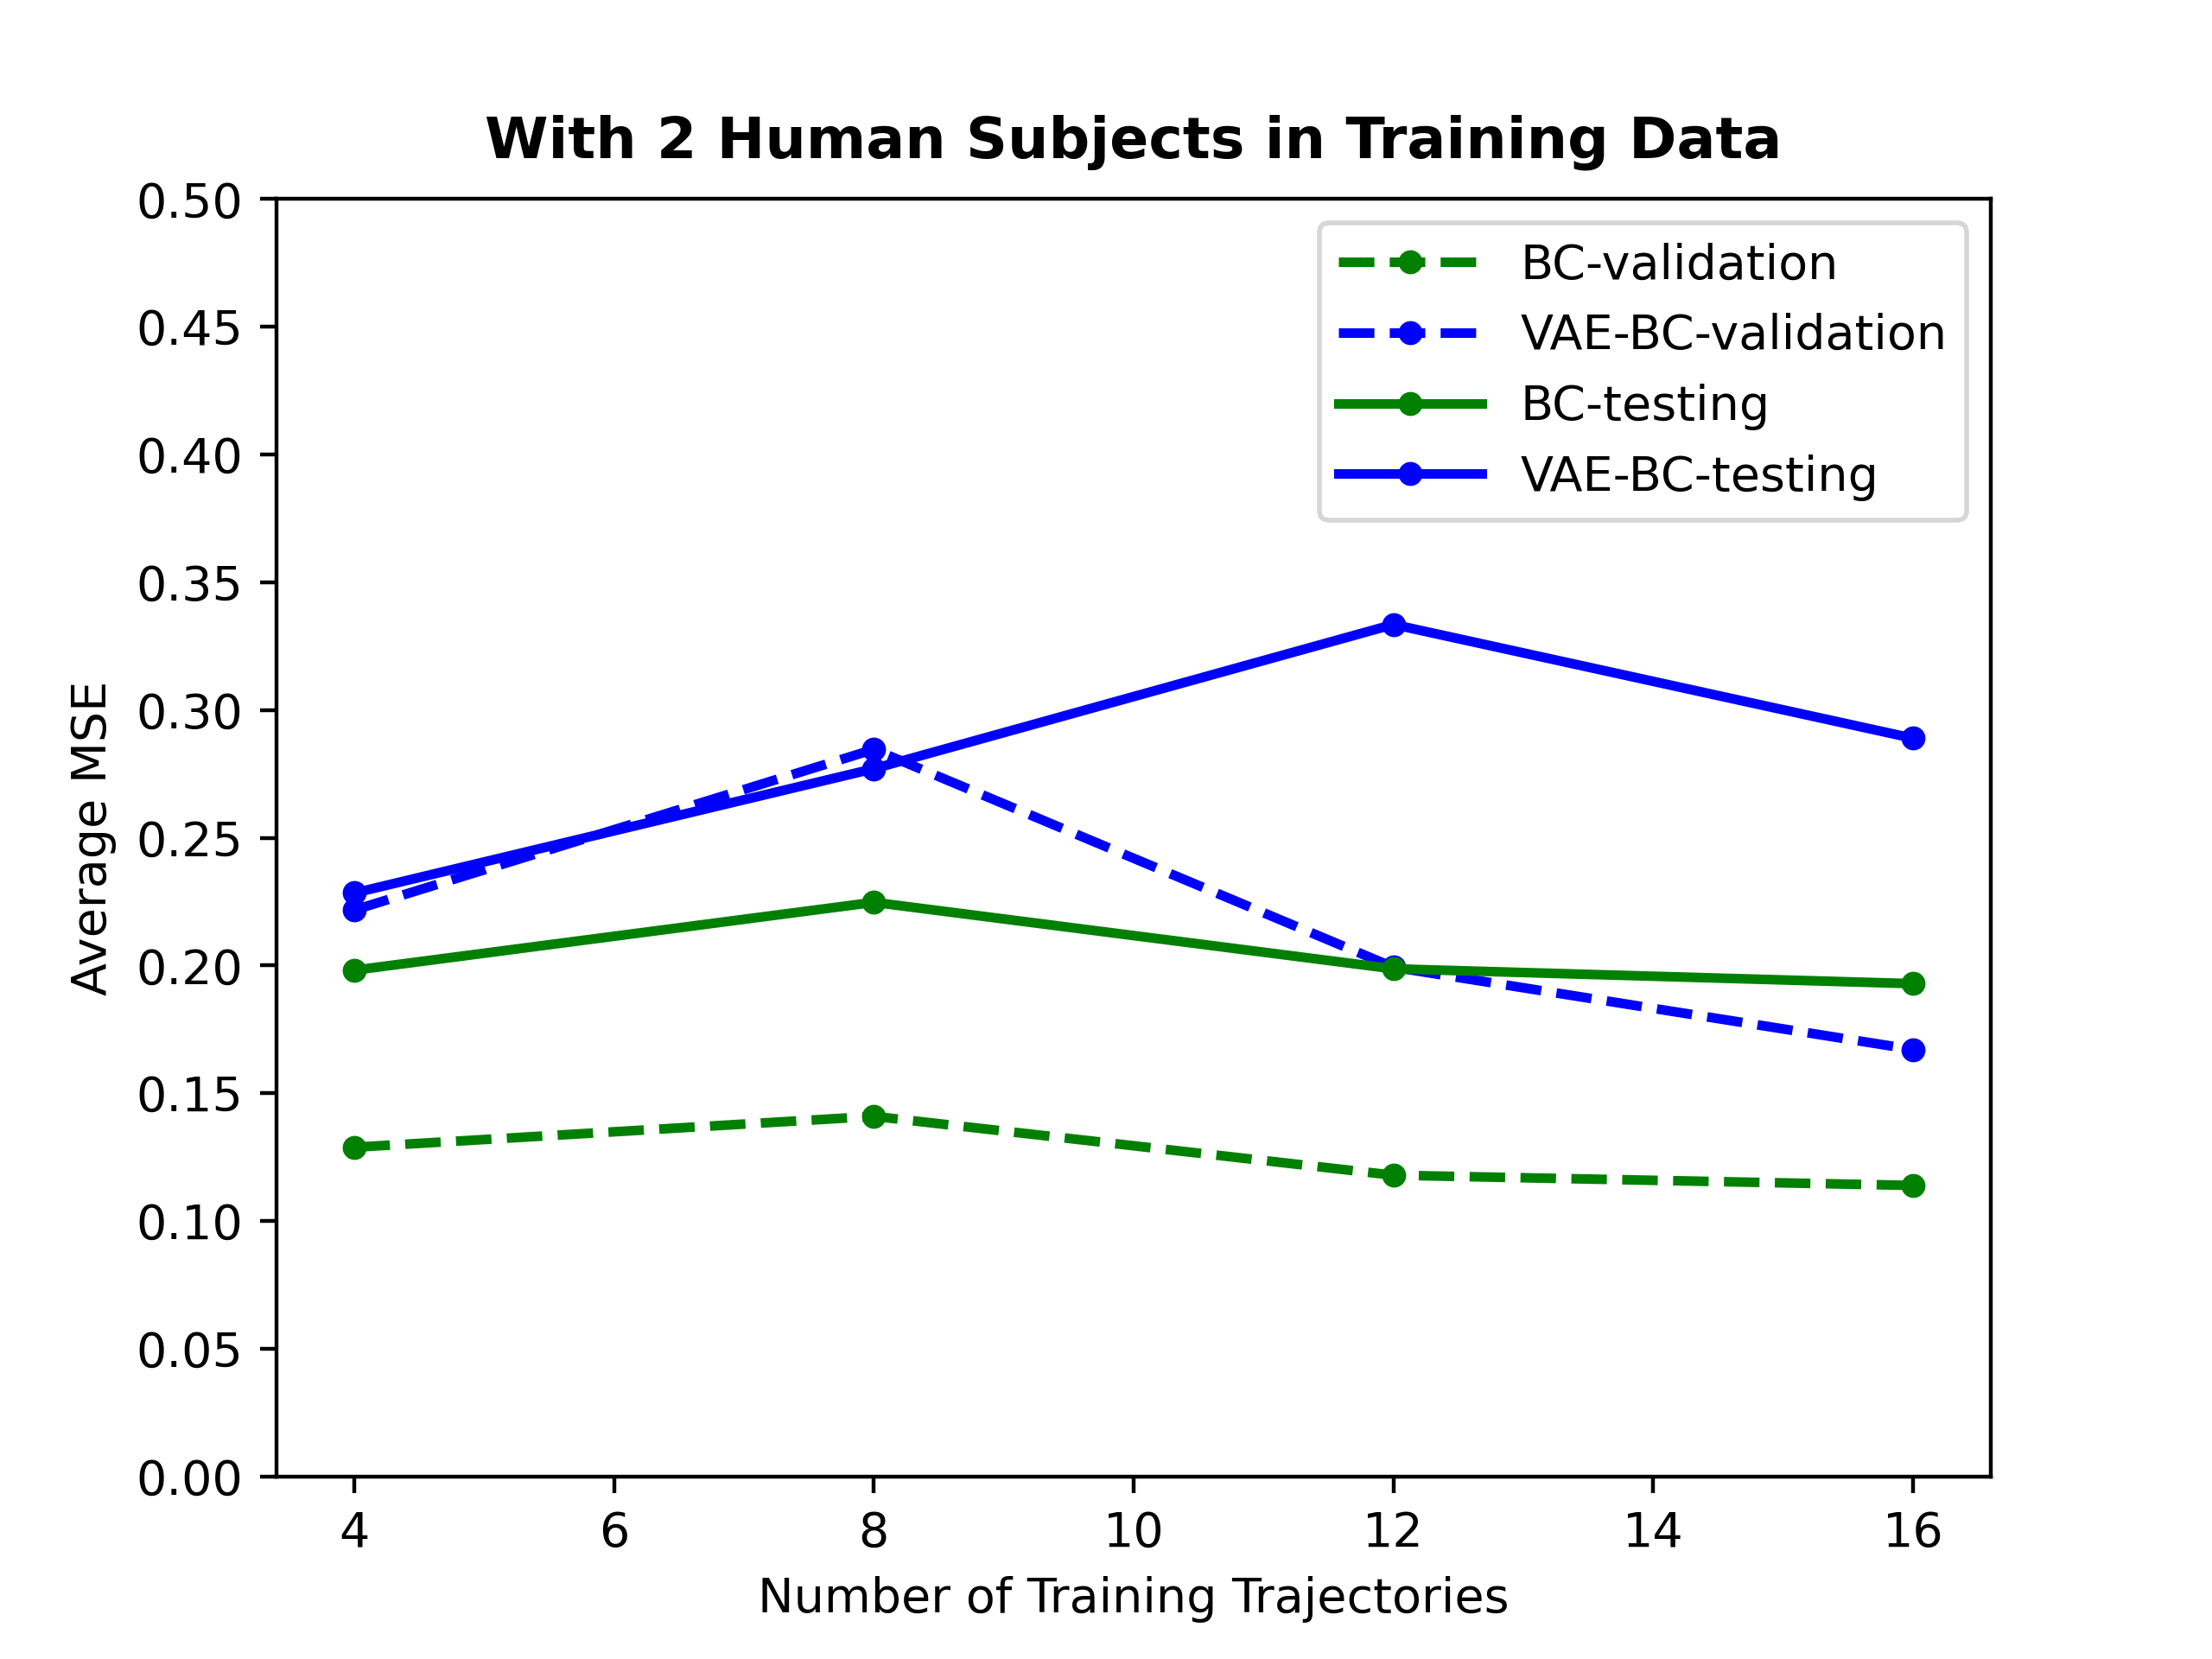 With 2 Human Subjects in Training Data
0.50
0.45
0.40
0.35
0.30
0.25
0.20
0.15
0.10
0.05
0.00
Average MSE
BC-validation
VAE-BC-validation
BC-testing
VAE-BC-testing
4 6 8 10 12 14 16
Number of Training Trajectories